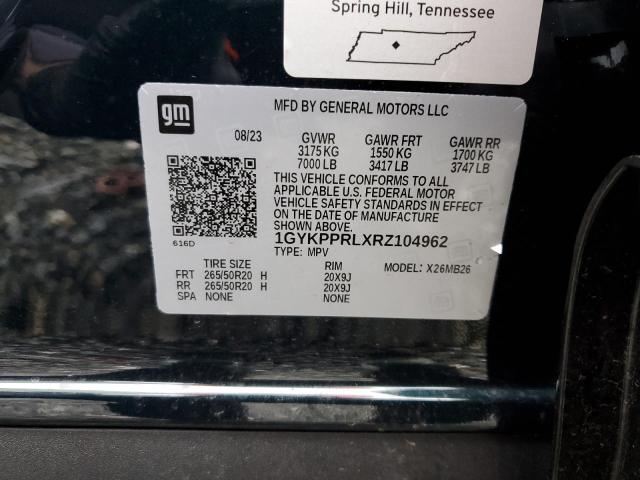 Spring Hill, Tennessee
gm
MFD BY GENERAL MOTORS LLC
08/23 GVWR GAWR FRT GAWR RR
3175 KG 1550 KG 1700 KG
7000 LB 3417 LB 3747 LB
THIS VEHICLE CONFORMS TO ALL
APPLICABLE U.S. FEDERAL MOTOR
VEHICLE SAFETY STANDARDS IN EFFECT
ON THE DATE OF MANUFACTURE SHOWN ABOVE.
616D 1GYKPPRLXRZ104962
TYPE: MPV
TIRE SIZE RIM MODEL: X26MB26
FRT 265/50R20 H 20X9J
RR 265/50R20 H 20X9J
SPA NONE NONE